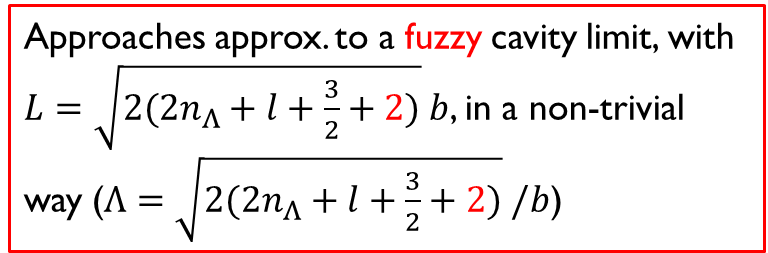 Approaches approx. to a fuzzy cavity limit, with
L = √(2(2n_Λ + l + 3/2 + 2)) b, in a non-trivial
way (Λ = √(2(2n_Λ + l + 3/2 + 2)) /b)